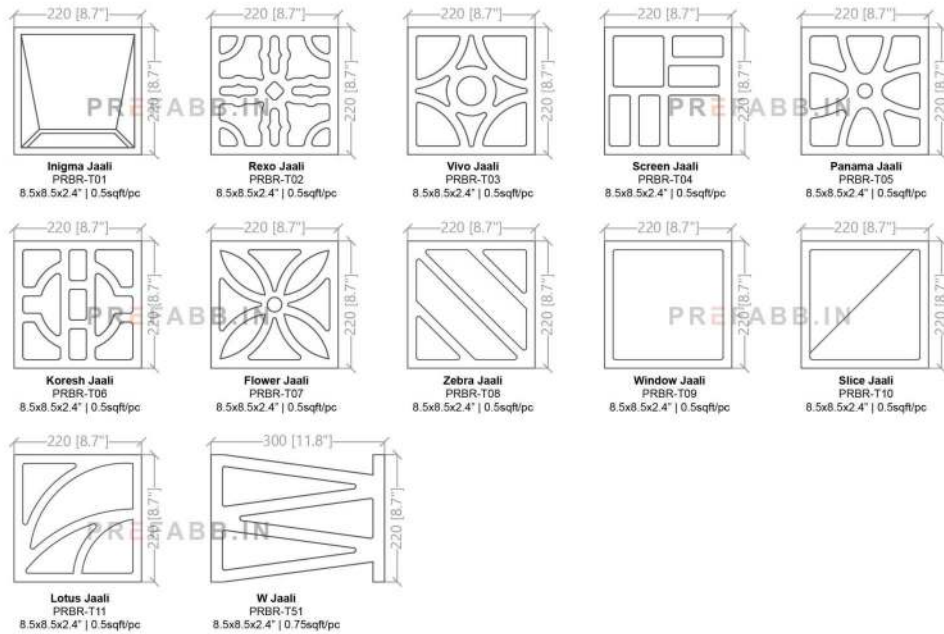 220 [8.7"]
220 [8.7"]
220 [8.7"]
220 [8.7"]
220 [8.7"]
220 [8.7"]
220 [8.7"]
220 [8.7"]
220 [8.7"]
220 [8.7"]
PREFABB.IN
PREFABB.IN
Inigma Jaali
PRBR-T01
8.5x8.5x2.4" | 0.5sqft/pc
Rexo Jaali
PRBR-T02
8.5x8.5x2.4" | 0.5sqft/pc
Vivo Jaali
PRBR-T03
8.5x8.5x2.4" | 0.5sqft/pc
Screen Jaali
PRBR-T04
8.5x8.5x2.4" | 0.5sqft/pc
Panama Jaali
PRBR-T05
8.5x8.5x2.4" | 0.5sqft/pc
220 [8.7"]
220 [8.7"]
220 [8.7"]
220 [8.7"]
220 [8.7"]
220 [8.7"]
220 [8.7"]
220 [8.7"]
220 [8.7"]
220 [8.7"]
PREFABB.IN
PREFABB.IN
Koresh Jaali
PRBR-T06
8.5x8.5x2.4" | 0.5sqft/pc
Flower Jaali
PRBR-T07
8.5x8.5x2.4" | 0.5sqft/pc
Zebra Jaali
PRBR-T08
8.5x8.5x2.4" | 0.5sqft/pc
Window Jaali
PRBR-T09
8.5x8.5x2.4" | 0.5sqft/pc
Slice Jaali
PRBR-T10
8.5x8.5x2.4" | 0.5sqft/pc
220 [8.7"]
220 [8.7"]
300 [11.8"]
220 [8.7"]
PREFABB.IN
Lotus Jaali
PRBR-T11
8.5x8.5x2.4" | 0.5sqft/pc
W Jaali
PRBR-T51
8.5x8.5x2.4" | 0.75sqft/pc